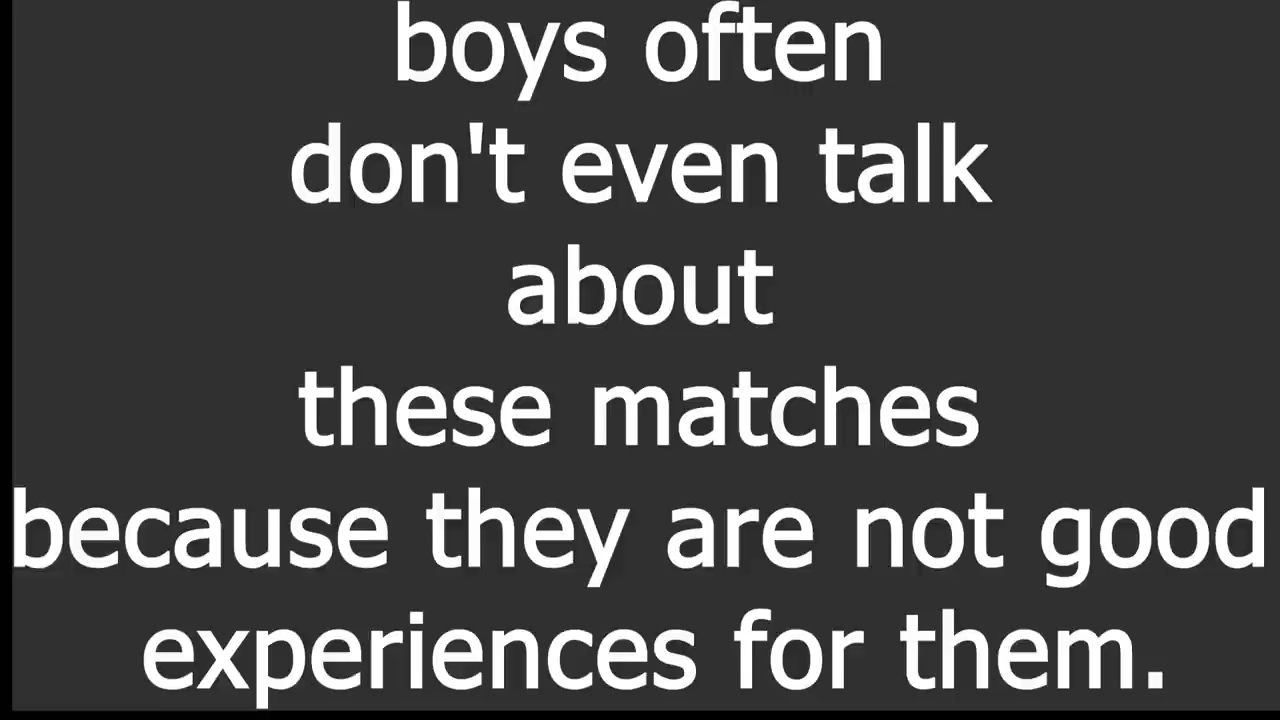 boys often
don't even talk
about
these matches
because they are not good
experiences for them.